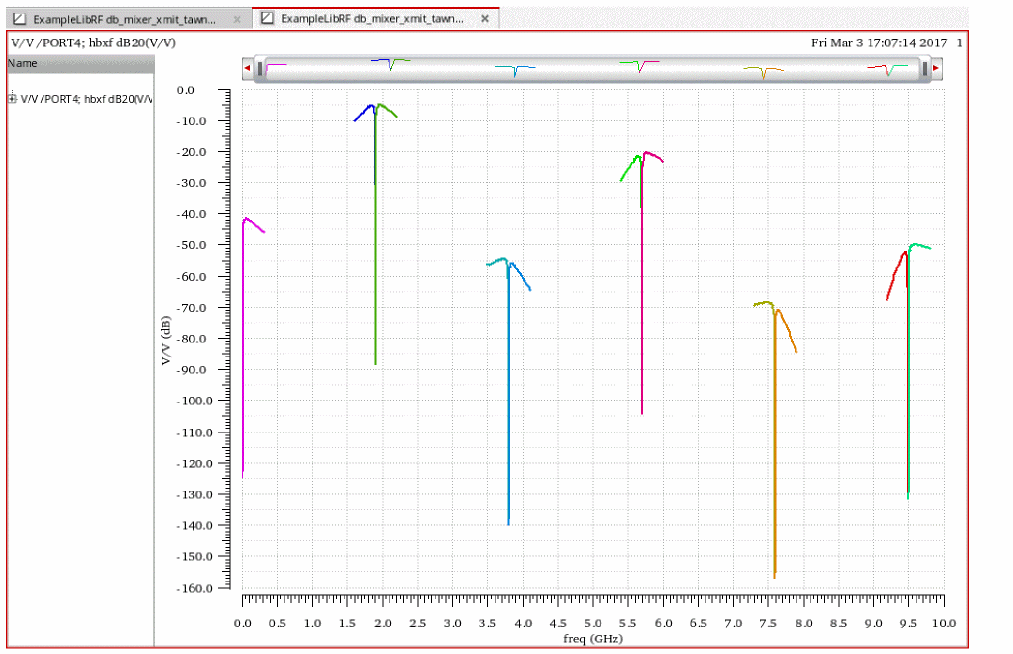 ExampleLibRF db_mixer_xmit_tawn... ×
ExampleLibRF db_mixer_xmit_tawn... ×
V/V /PORT4; hbxf dB20(V/V) Fri Mar 3 17:07:14 2017 1
Name
V/V /PORT4; hbxf dB20(V/V
0.0
-10.0
-20.0
-30.0
-40.0
-50.0
-60.0
-70.0
-80.0
-90.0
-100.0
-110.0
-120.0
-130.0
-140.0
-150.0
-160.0
V/V (dB)
0.0 0.5 1.0 1.5 2.0 2.5 3.0 3.5 4.0 4.5 5.0 5.5 6.0 6.5 7.0 7.5 8.0 8.5 9.0 9.5 10.0
freq (GHz)